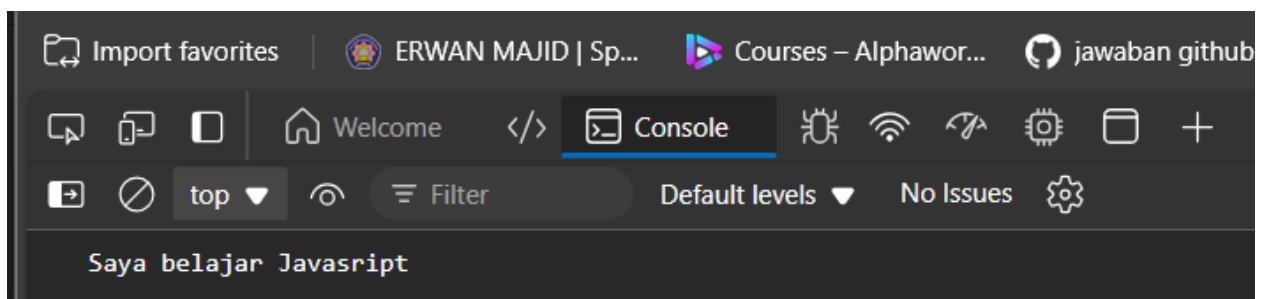 Import favorites ERWAN MAJID | Sp... Courses – Alphawor... jawaban github
Welcome Console
top Filter Default levels No Issues
Saya belajar Javasript